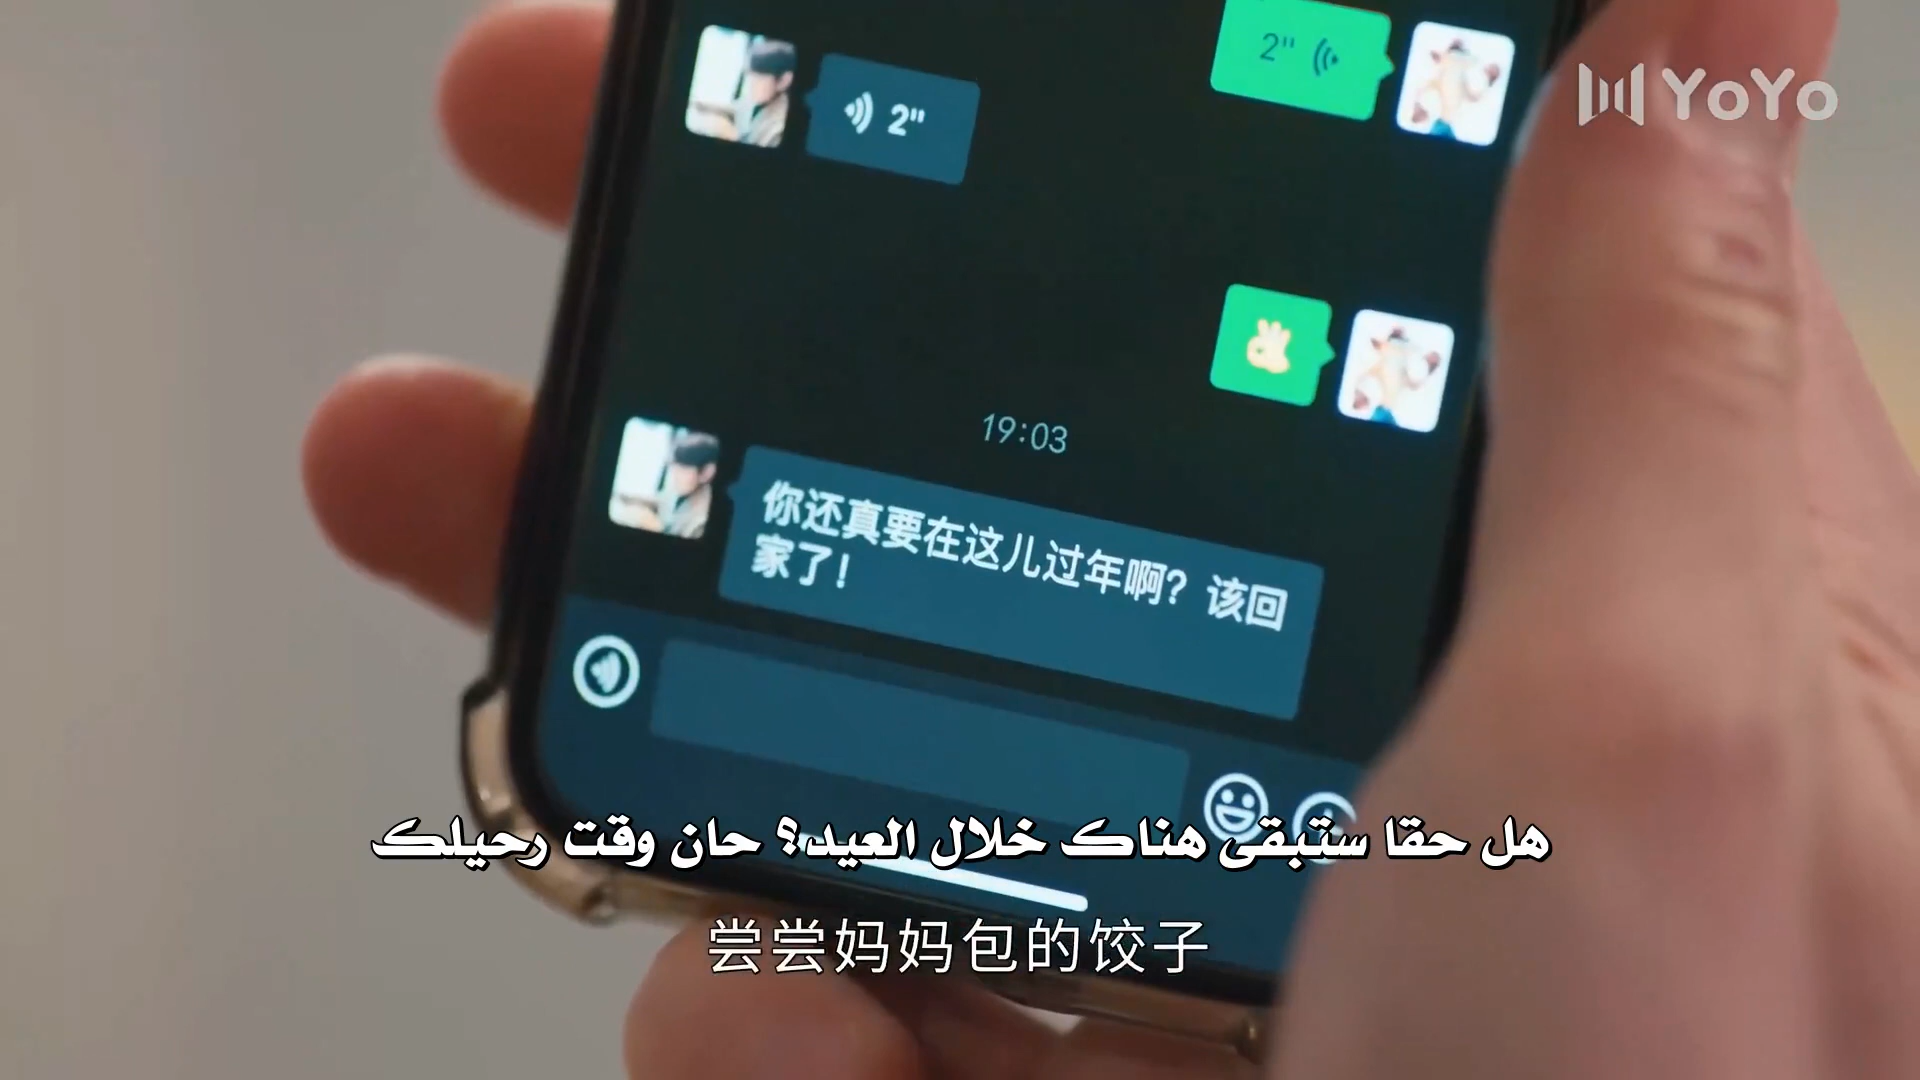 2"
YoYo
2"
19:03
你还真要在这儿过年啊？该回
家了！
هل حقا ستبقى هناك خلال العيد؟ حان وقت رحيلك
尝尝妈妈包的饺子